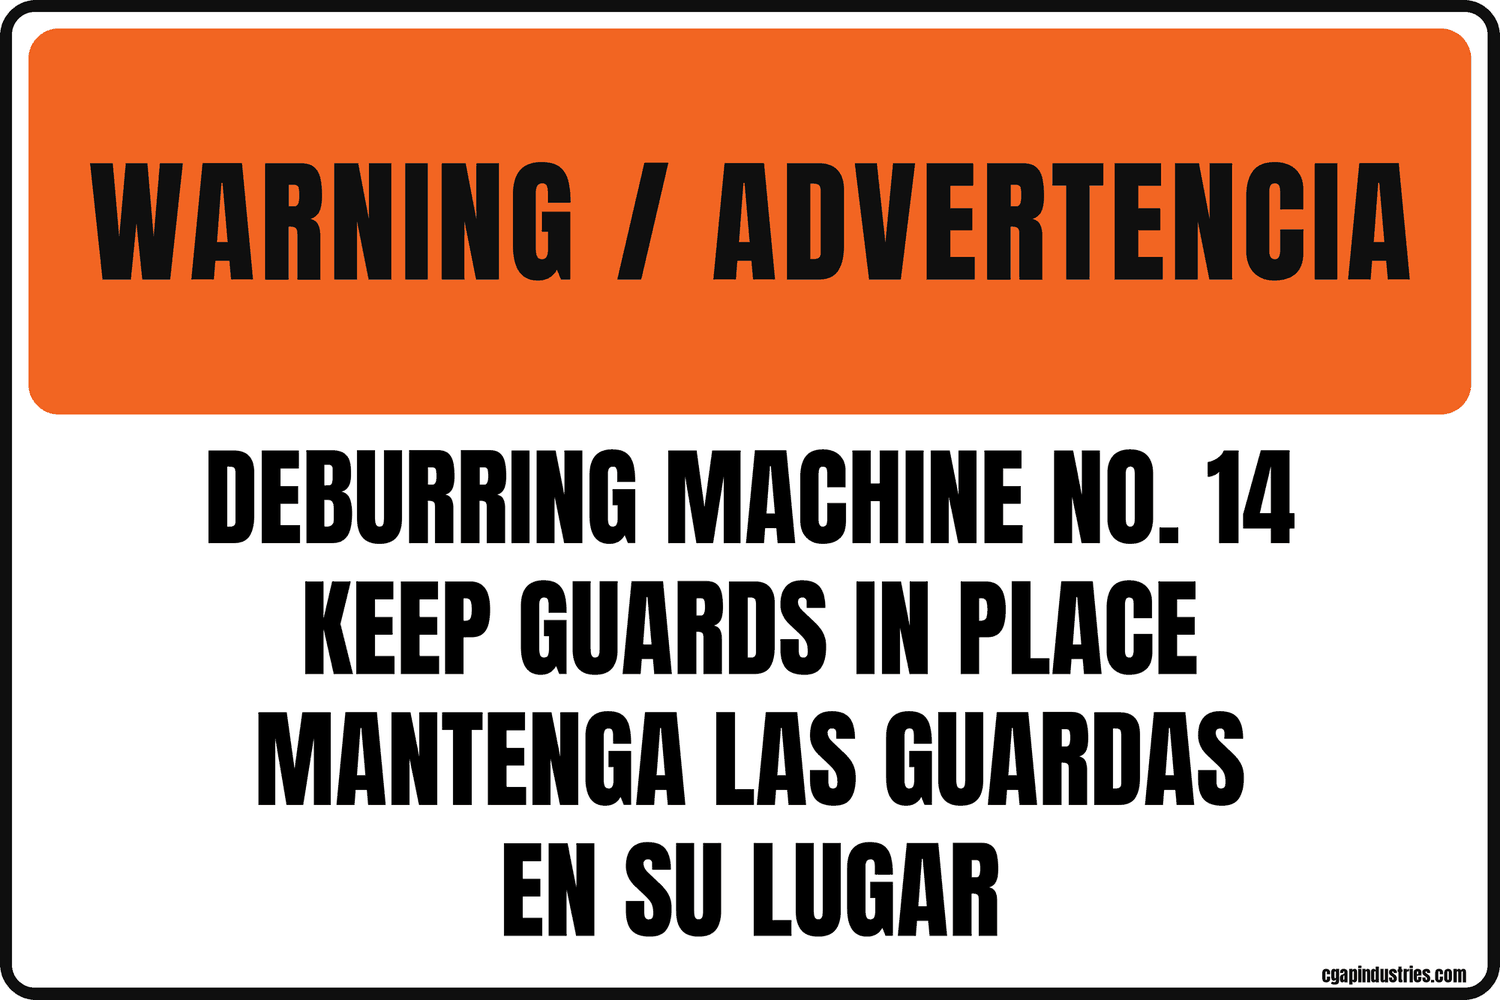 WARNING / ADVERTENCIA
DEBURRING MACHINE NO. 14
KEEP GUARDS IN PLACE
MANTENGA LAS GUARDAS
EN SU LUGAR
cgapindustries.com